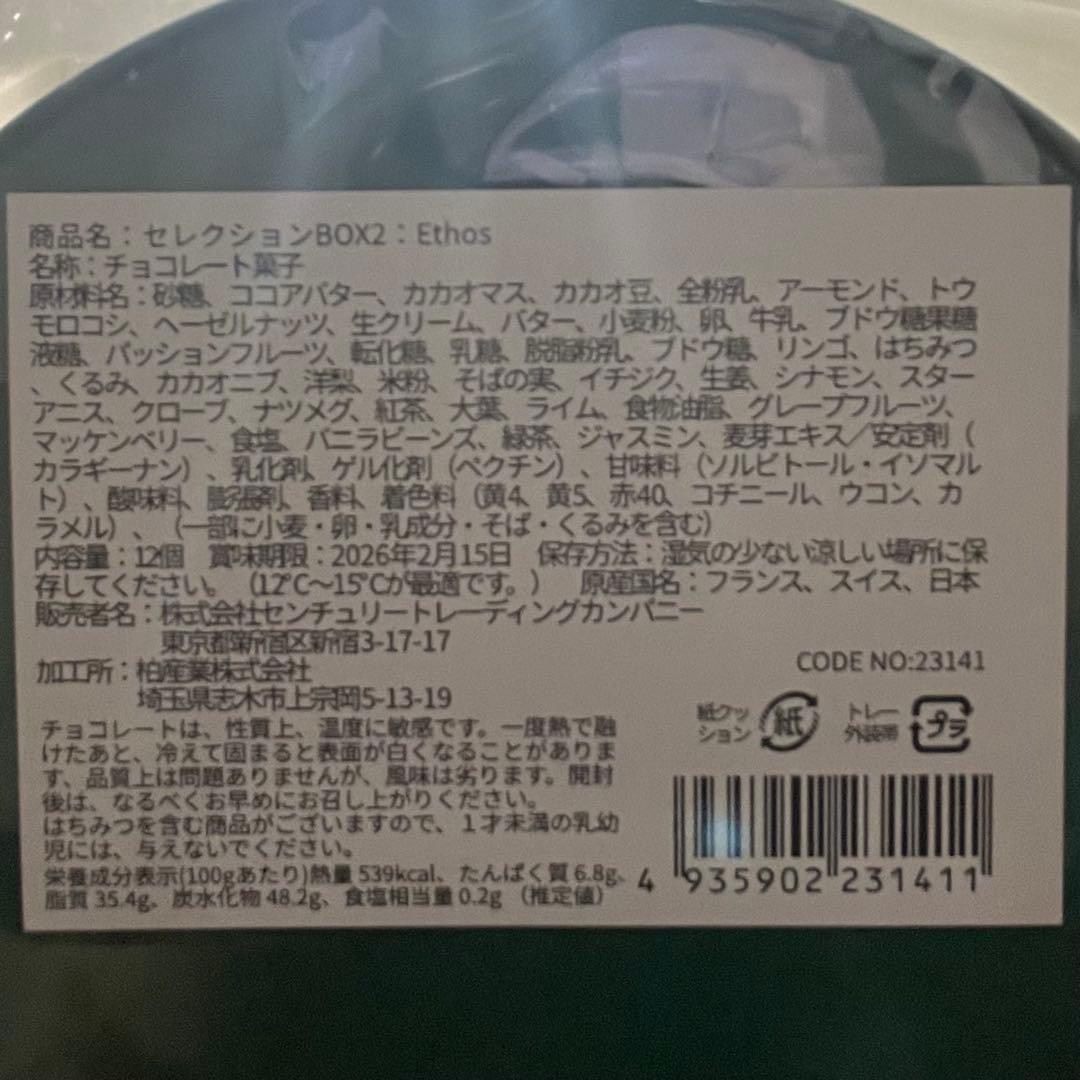 商品名：セレクションBOX2：Ethos
名称：チョコレート菓子
原材料名：砂糖、ココアバター、カカオマス、カカオ豆、全粉乳、アーモンド、トウ
モロコシ、ヘーゼルナッツ、生クリーム、バター、小麦粉、卵、牛乳、ブドウ糖果糖
液糖、パッションフルーツ、転化糖、乳糖、脱脂粉乳、ブドウ糖、リンゴ、はちみつ
、くるみ、カカオニブ、洋梨、米粉、そばの実、イチジク、生姜、シナモン、スター
アニス、クローブ、ナツメグ、紅茶、大葉、ライム、食物油脂、グレープフルーツ、
マッケンベリー、食塩、バニラビーンズ、緑茶、ジャスミン、麦芽エキス／安定剤（
カラギーナン）、乳化剤、ゲル化剤（ペクチン）、甘味料（ソルビトール・イソマル
ト）、酸味料、膨張剤、香料、着色料（黄4、黄5、赤40、コチニール、ウコン、カ
ラメル）、（一部に小麦・卵・乳成分・そば・くるみを含む）
内容量：12個　賞味期限：2026年2月15日　保存方法：湿気の少ない涼しい場所に保
存してください。（12℃～15℃が最適です。）　原産国名：フランス、スイス、日本
販売者名：株式会社センチュリートレーディングカンパニー
東京都新宿区新宿3-17-17
加工所：柏産業株式会社
埼玉県志木市上宗岡5-13-19
CODE NO:23141
紙クッション 紙
トレー外装帯 プラ
チョコレートは、性質上、温度に敏感です。一度熱で融
けたあと、冷えて固まると表面が白くなることがありま
す、品質上は問題ありませんが、風味は劣ります。開封
後は、なるべくお早めにお召し上がりください。
はちみつを含む商品がございますので、１才未満の乳幼
児には、与えないでください。
栄養成分表示(100gあたり)熱量 539kcal、たんぱく質 6.8g、
脂質 35.4g、炭水化物 48.2g、食塩相当量 0.2g （推定値）
4 935902 231411